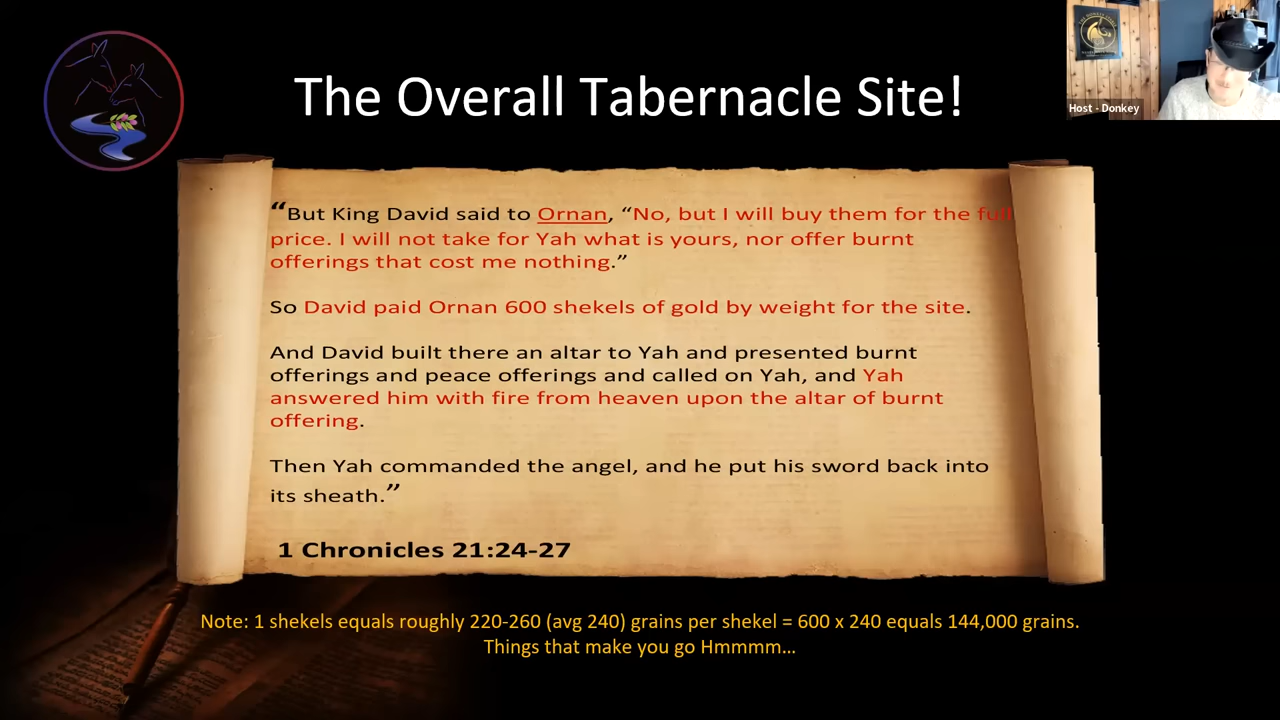 The Overall Tabernacle Site!
Host - Donkey
“But King David said to Ornan, “No, but I will buy them for the full
price. I will not take for Yah what is yours, nor offer burnt
offerings that cost me nothing.”
So David paid Ornan 600 shekels of gold by weight for the site.
And David built there an altar to Yah and presented burnt
offerings and peace offerings and called on Yah, and Yah
answered him with fire from heaven upon the altar of burnt
offering.
Then Yah commanded the angel, and he put his sword back into
its sheath.”
1 Chronicles 21:24-27
Note: 1 shekels equals roughly 220-260 (avg 240) grains per shekel = 600 x 240 equals 144,000 grains.
Things that make you go Hmmmm…